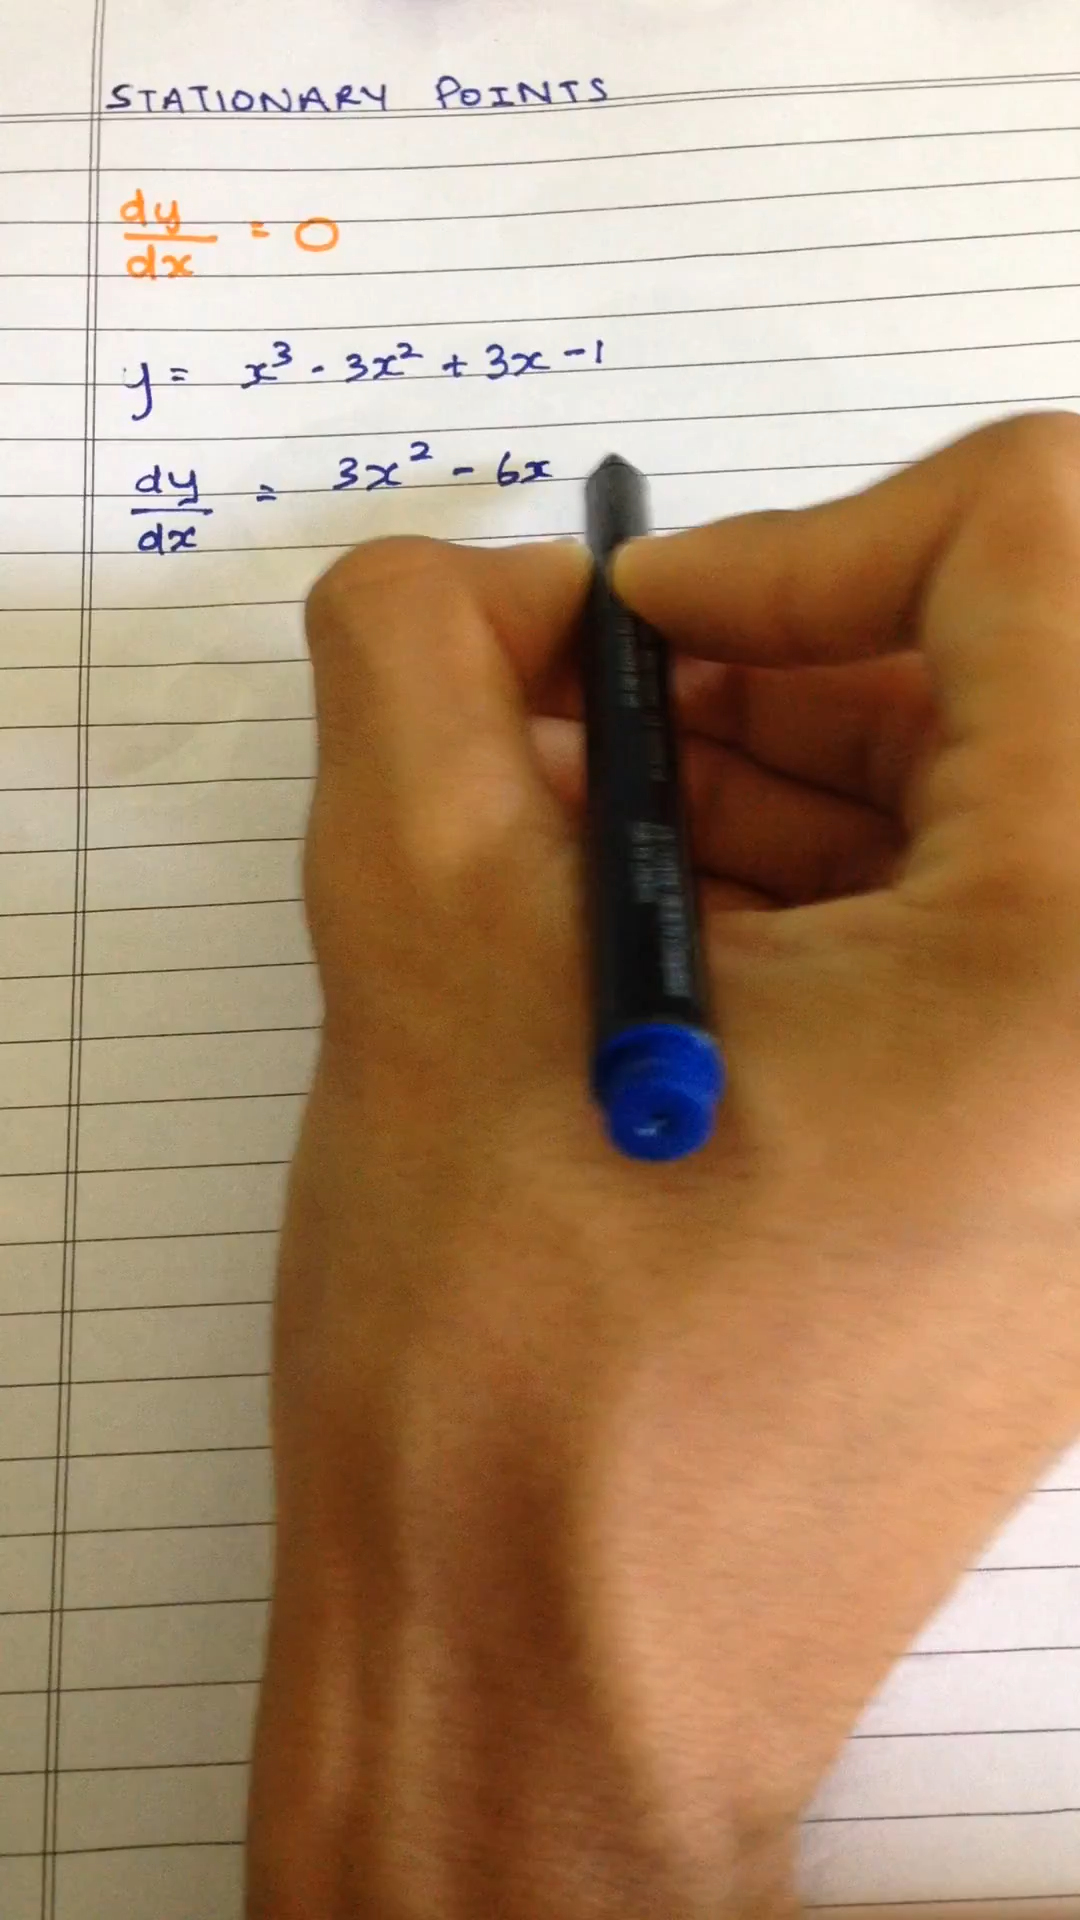 STATIONARY POINTS
dy/dx = 0
y = x³ - 3x² + 3x - 1
dy/dx = 3x² - 6x